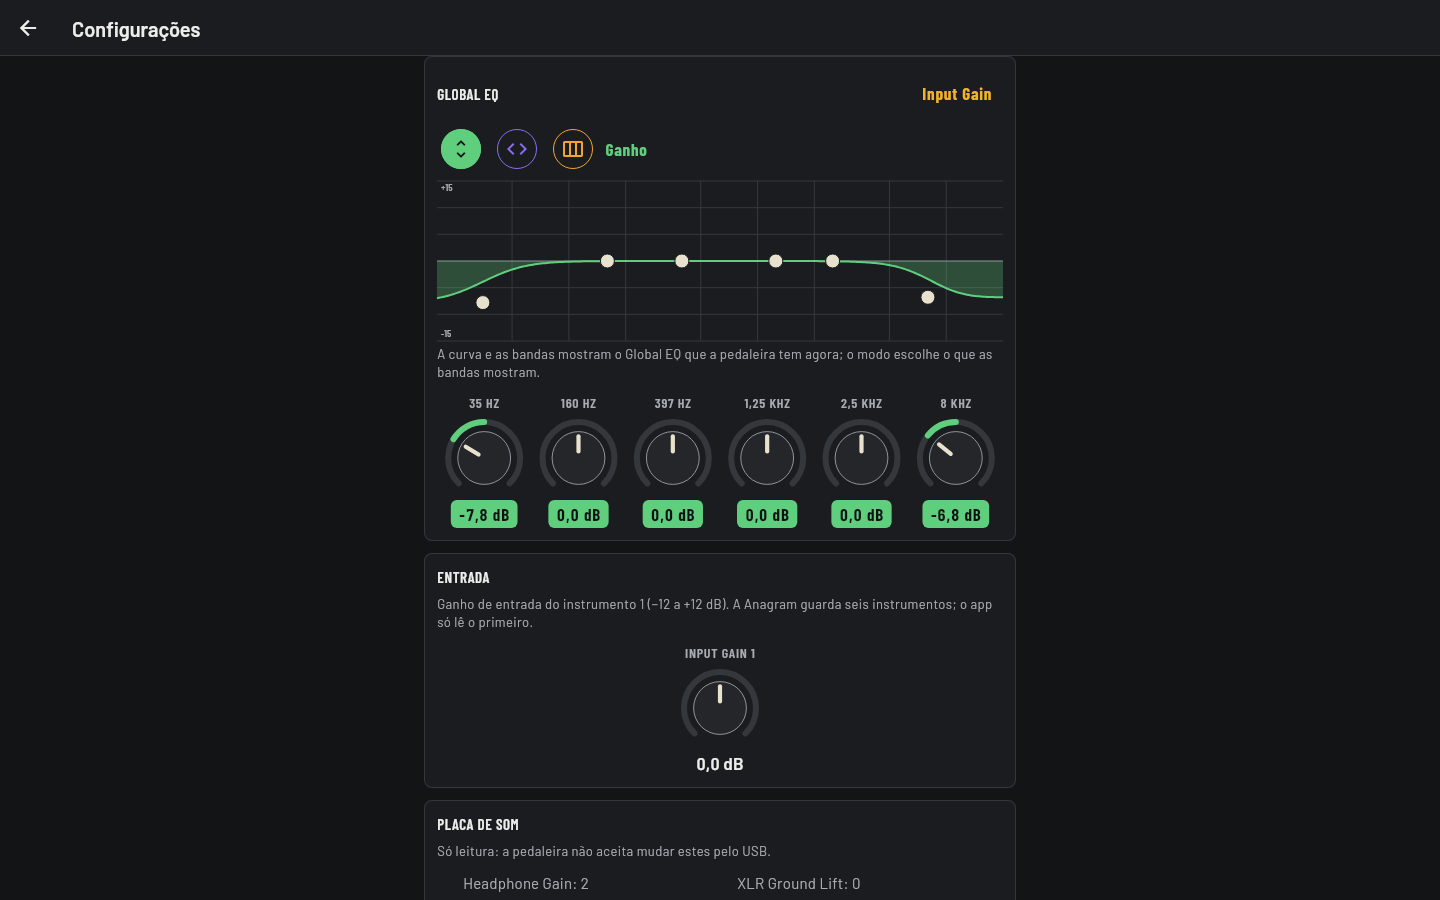 Configurações
GLOBAL EQ
Input Gain
Ganho
+15
-15
A curva e as bandas mostram o Global EQ que a pedaleira tem agora; o modo escolhe o que as
bandas mostram.
35 HZ 160 HZ 397 HZ 1,25 KHZ 2,5 KHZ 8 KHZ
-7,8 dB 0,0 dB 0,0 dB 0,0 dB 0,0 dB -6,8 dB
ENTRADA
Ganho de entrada do instrumento 1 (−12 a +12 dB). A Anagram guarda seis instrumentos; o app
só lê o primeiro.
INPUT GAIN 1
0,0 dB
PLACA DE SOM
Só leitura: a pedaleira não aceita mudar estes pelo USB.
Headphone Gain: 2 XLR Ground Lift: 0